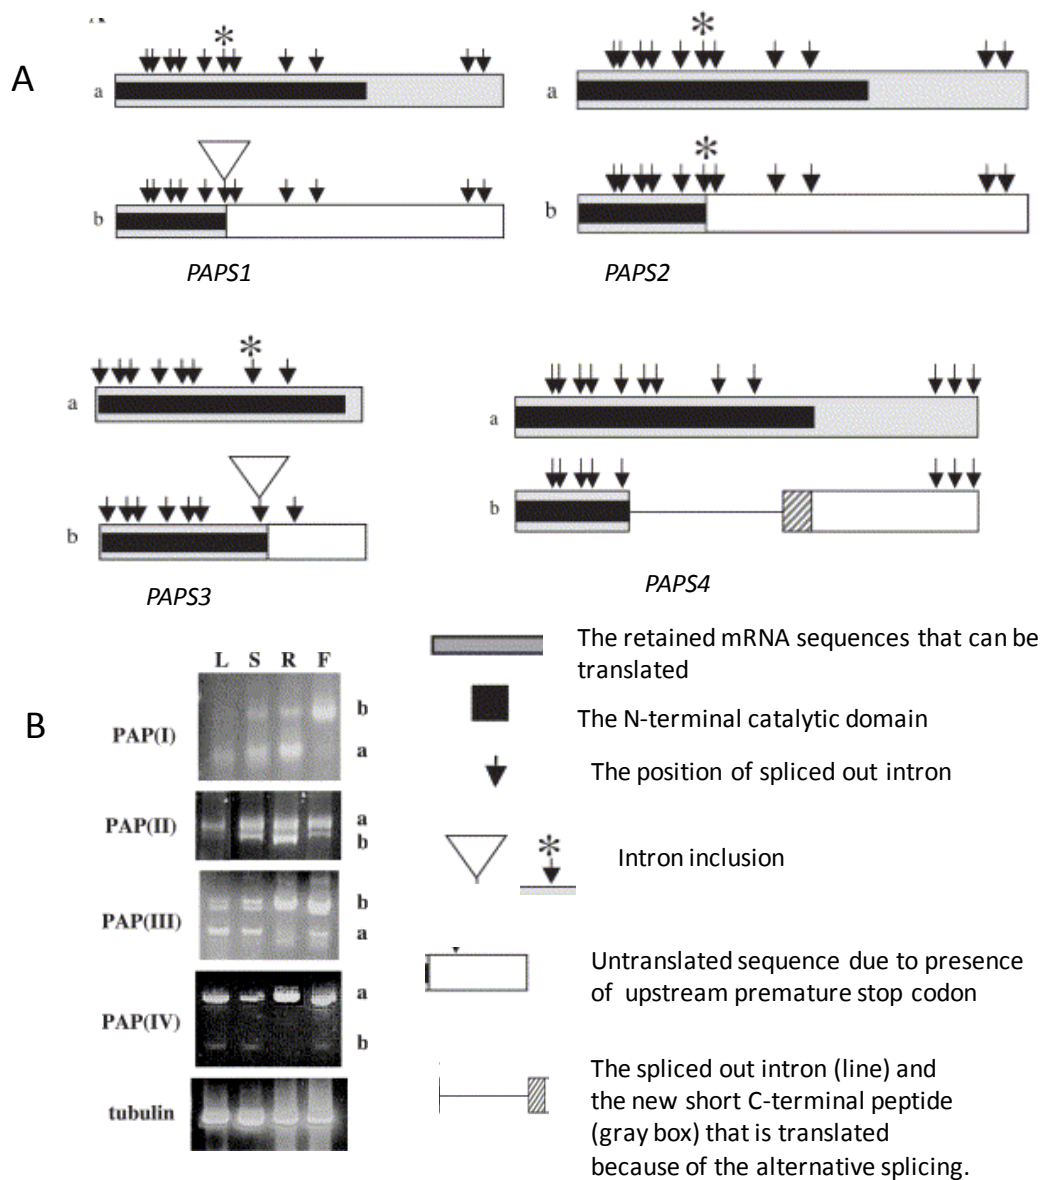 A
a
*
b
PAPS1
*
a
*
b
PAPS2
*
a
b
PAPS3
a
b
PAPS4
B
L S R F
PAP(I)
b
a
PAP(II)
a
b
PAP(III)
b
a
PAP(IV)
a
b
tubulin
The retained mRNA sequences that can be
translated
The N-terminal catalytic domain
The position of spliced out intron
*
Intron inclusion
Untranslated sequence due to presence
of upstream premature stop codon
The spliced out intron (line) and
the new short C-terminal peptide
(gray box) that is translated
because of the alternative splicing.